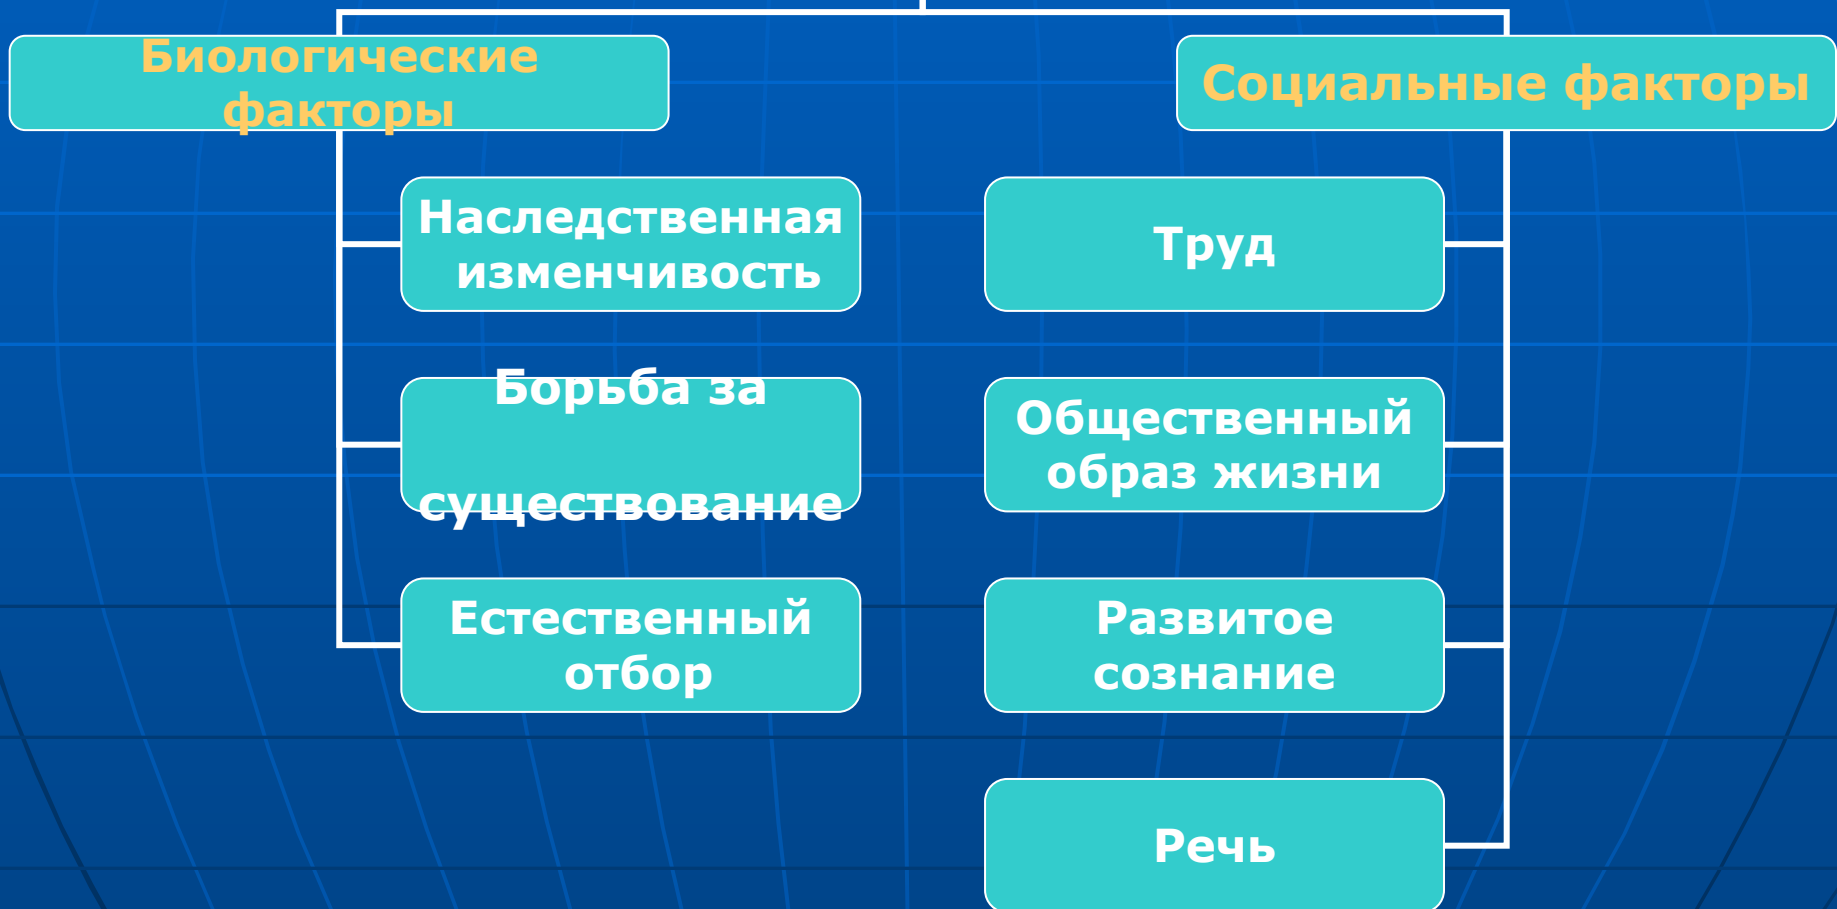 Биологические
факторы
Наследственная
изменчивость
Борьба за
существование
Естественный
отбор
Социальные факторы
Труд
Общественный
образ жизни
Развитое
сознание
Речь